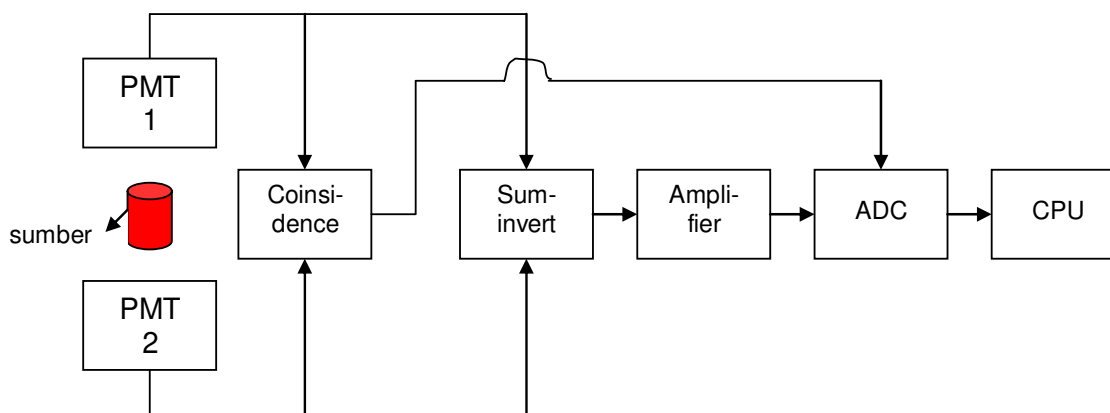 PMT
1
sumber
PMT
2
Coinsi-
dence
Sum-
invert
Ampli-
fier
ADC
CPU